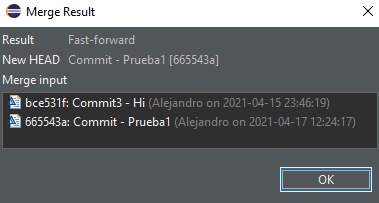 Merge Result
Result Fast-forward
New HEAD Commit - Prueba1 [665543a]
Merge input
bce531f: Commit3 - Hi (Alejandro on 2021-04-15 23:46:19)
665543a: Commit - Prueba1 (Alejandro on 2021-04-17 12:24:17)
OK